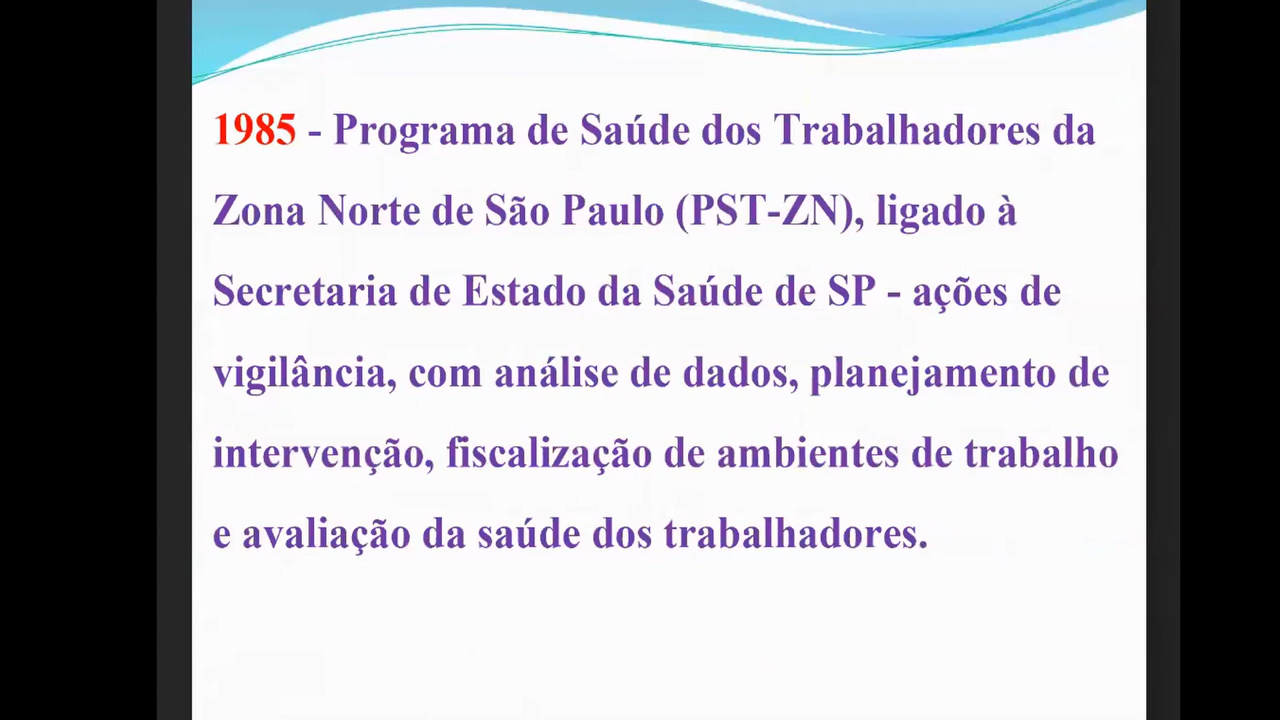 1985 - Programa de Saúde dos Trabalhadores da
Zona Norte de São Paulo (PST-ZN), ligado à
Secretaria de Estado da Saúde de SP - ações de
vigilância, com análise de dados, planejamento de
intervenção, fiscalização de ambientes de trabalho
e avaliação da saúde dos trabalhadores.